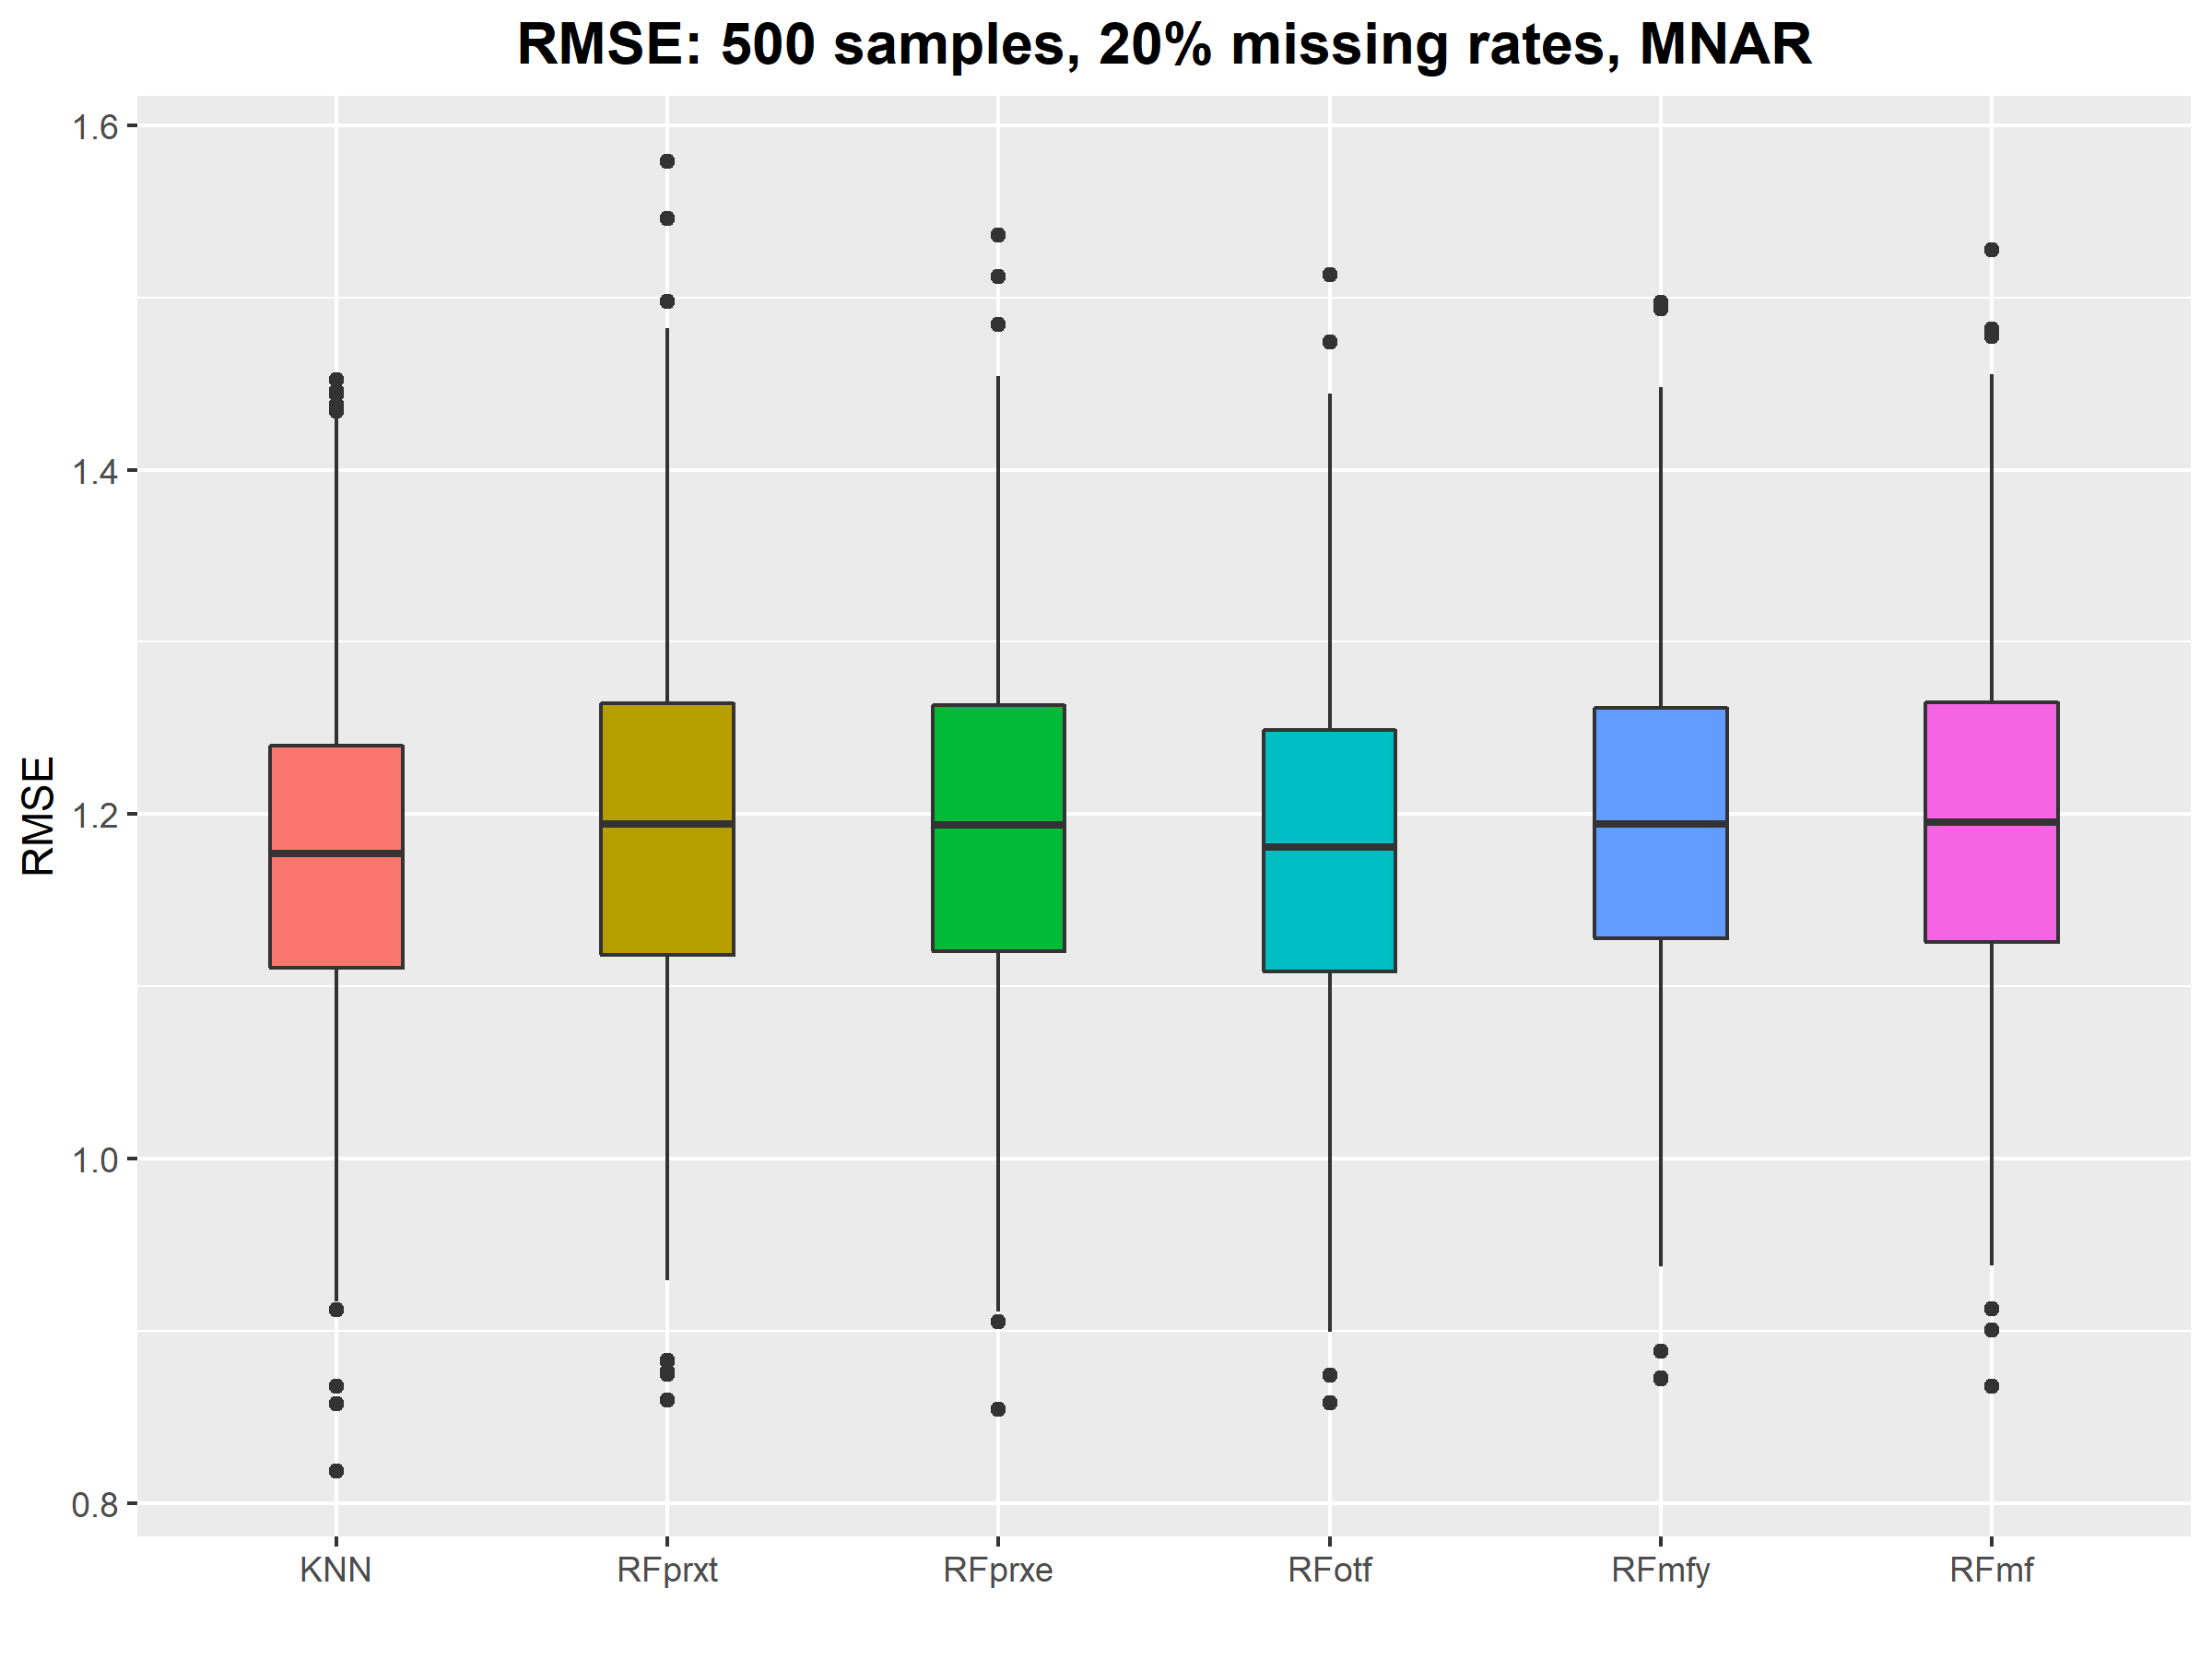 RMSE: 500 samples, 20% missing rates, MNAR
1.6
1.4
1.2
1.0
0.8
RMSE
KNN RFprxt RFprxe RFotf RFmfy RFmf